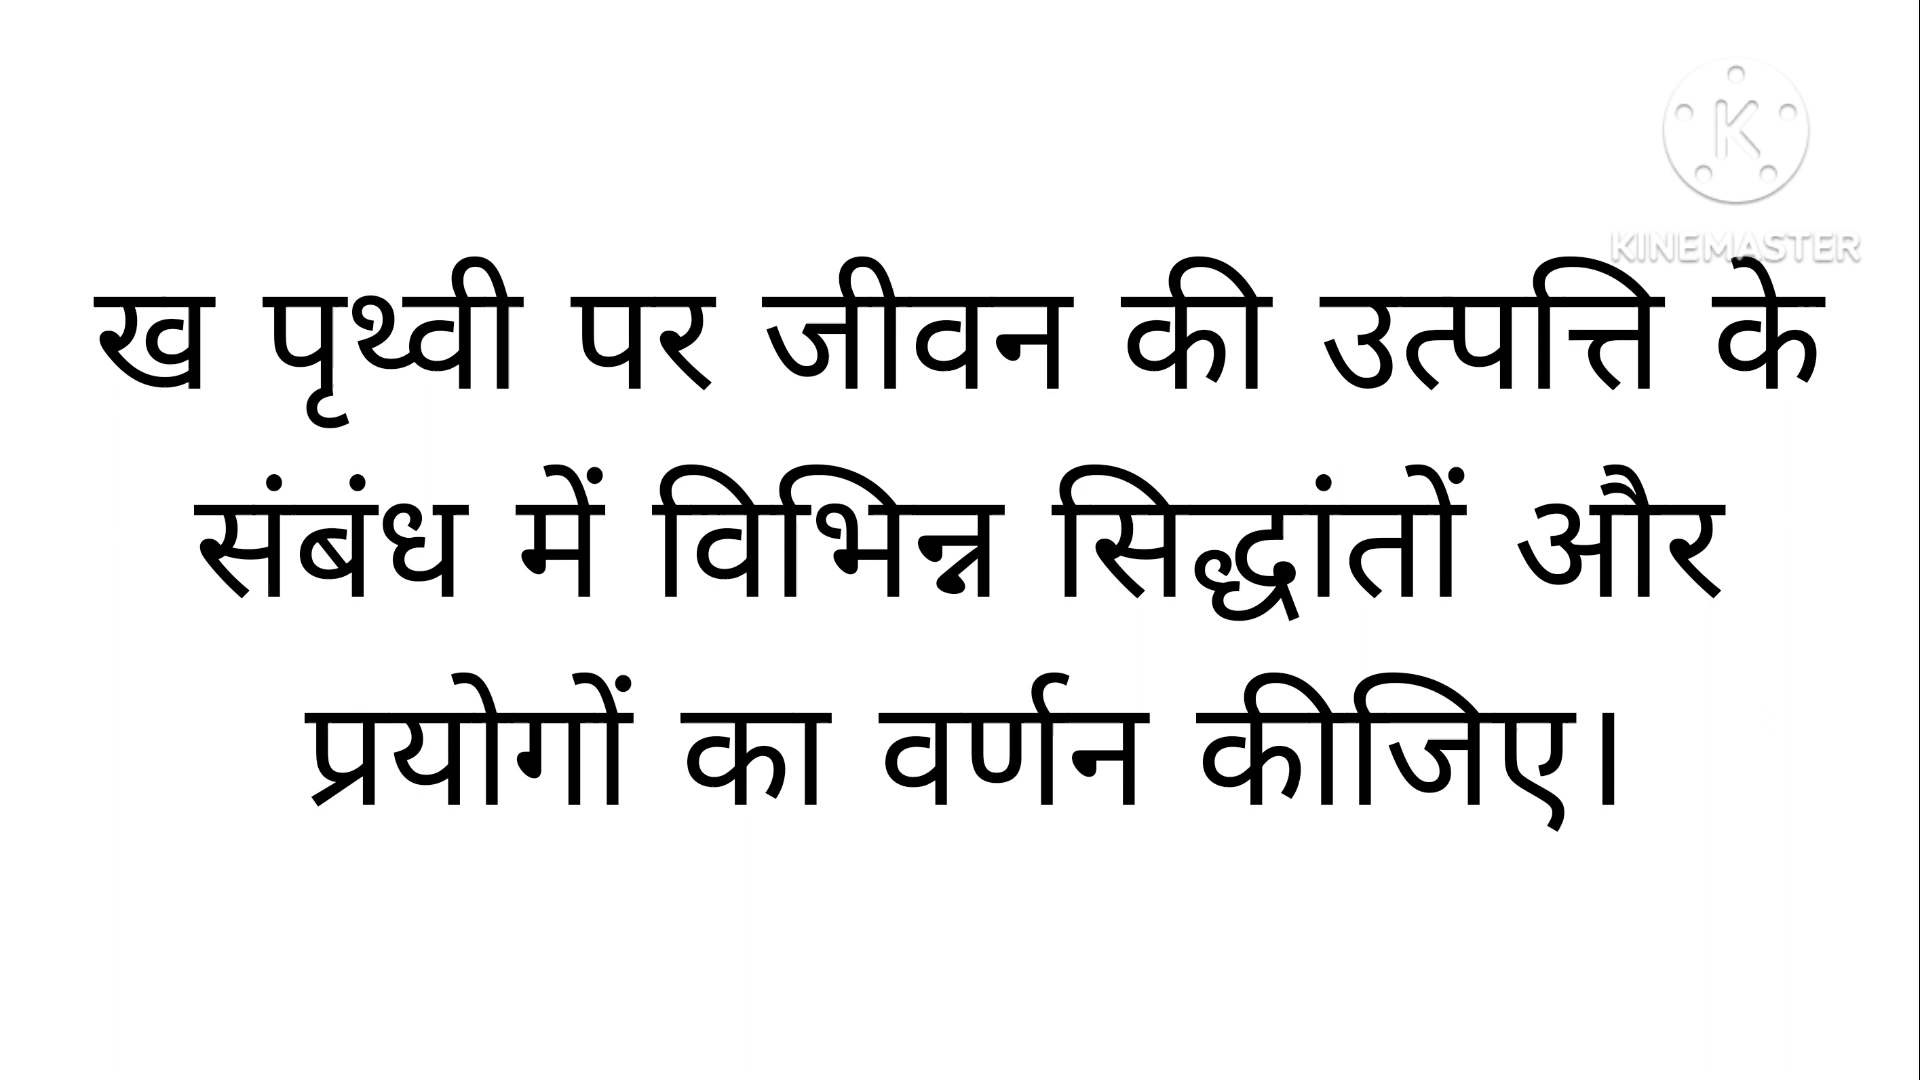 KINEMASTER
ख पृथ्वी पर जीवन की उत्पत्ति के
संबंध में विभिन्न सिद्धांतों और
प्रयोगों का वर्णन कीजिए।